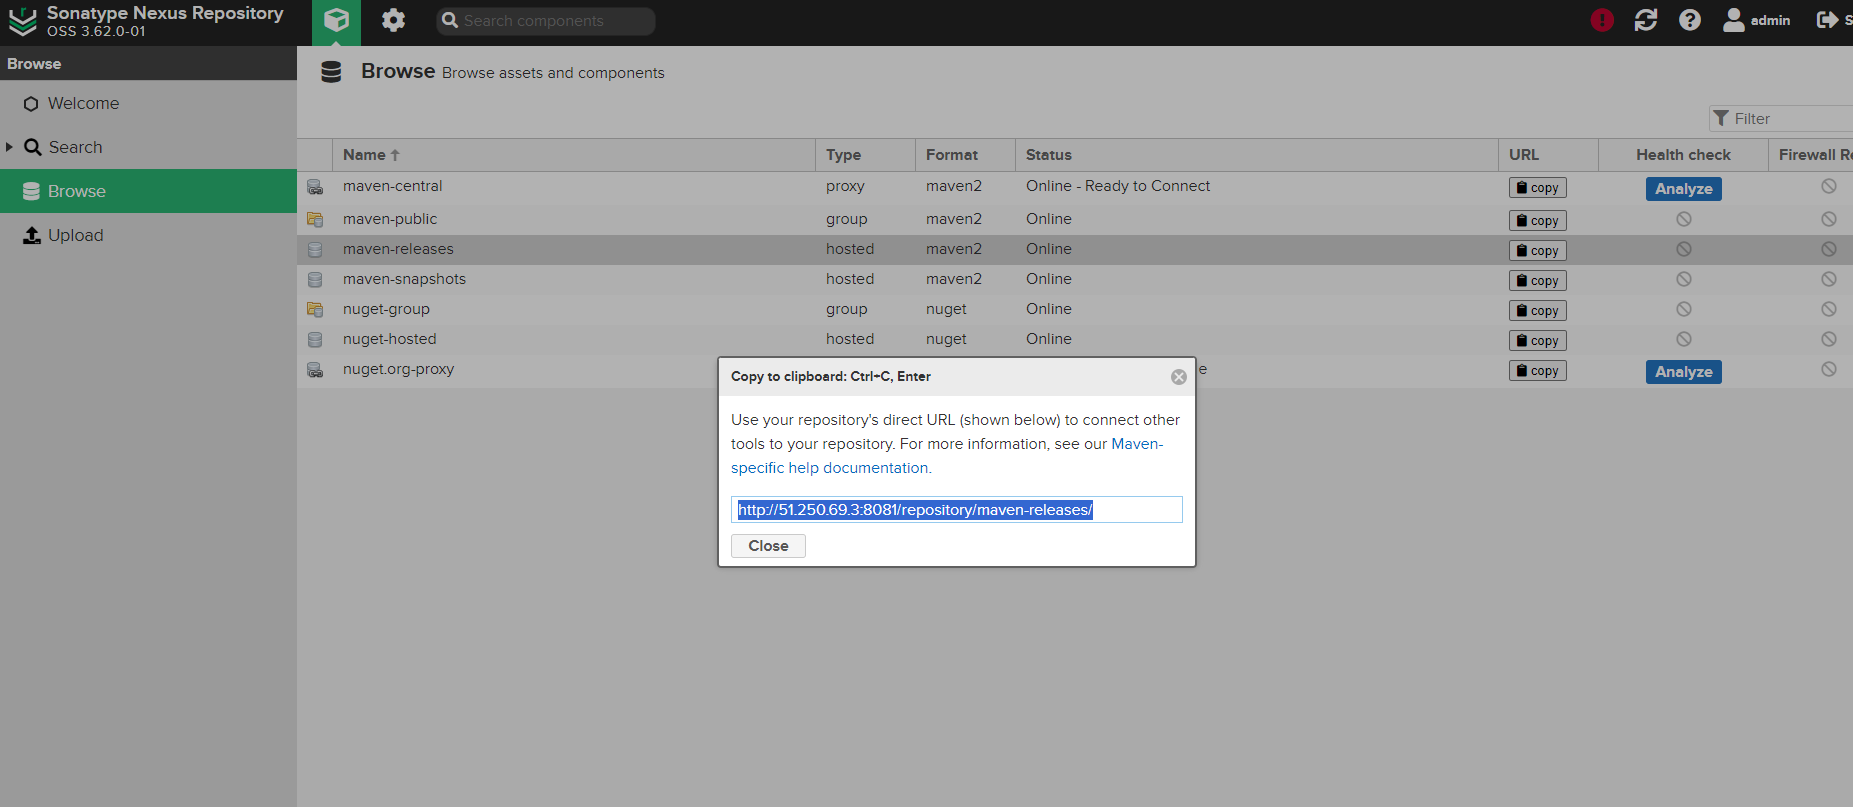 Sonatype Nexus Repository
OSS 3.62.0-01
Search components
admin
S
Browse
Welcome
Search
Browse
Upload
Browse Browse assets and components
Filter
Name Type Format Status URL Health check Firewall Re
maven-central proxy maven2 Online - Ready to Connect copy Analyze
maven-public group maven2 Online copy
maven-releases hosted maven2 Online copy
maven-snapshots hosted maven2 Online copy
nuget-group group nuget Online copy
nuget-hosted hosted nuget Online copy
nuget.org-proxy e copy Analyze
Copy to clipboard: Ctrl+C, Enter
Use your repository's direct URL (shown below) to connect other
tools to your repository. For more information, see our Maven-
specific help documentation.
http://51.250.69.3:8081/repository/maven-releases/
Close